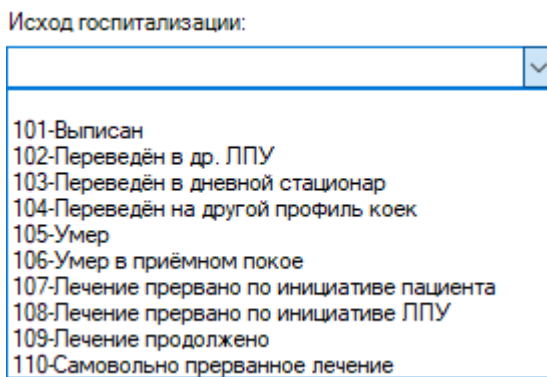 Исход госпитализации:
101-Выписан
102-Переведён в др. ЛПУ
103-Переведён в дневной стационар
104-Переведён на другой профиль коек
105-Умер
106-Умер в приёмном покое
107-Лечение прервано по инициативе пациента
108-Лечение прервано по инициативе ЛПУ
109-Лечение продолжено
110-Самовольно прерванное лечение